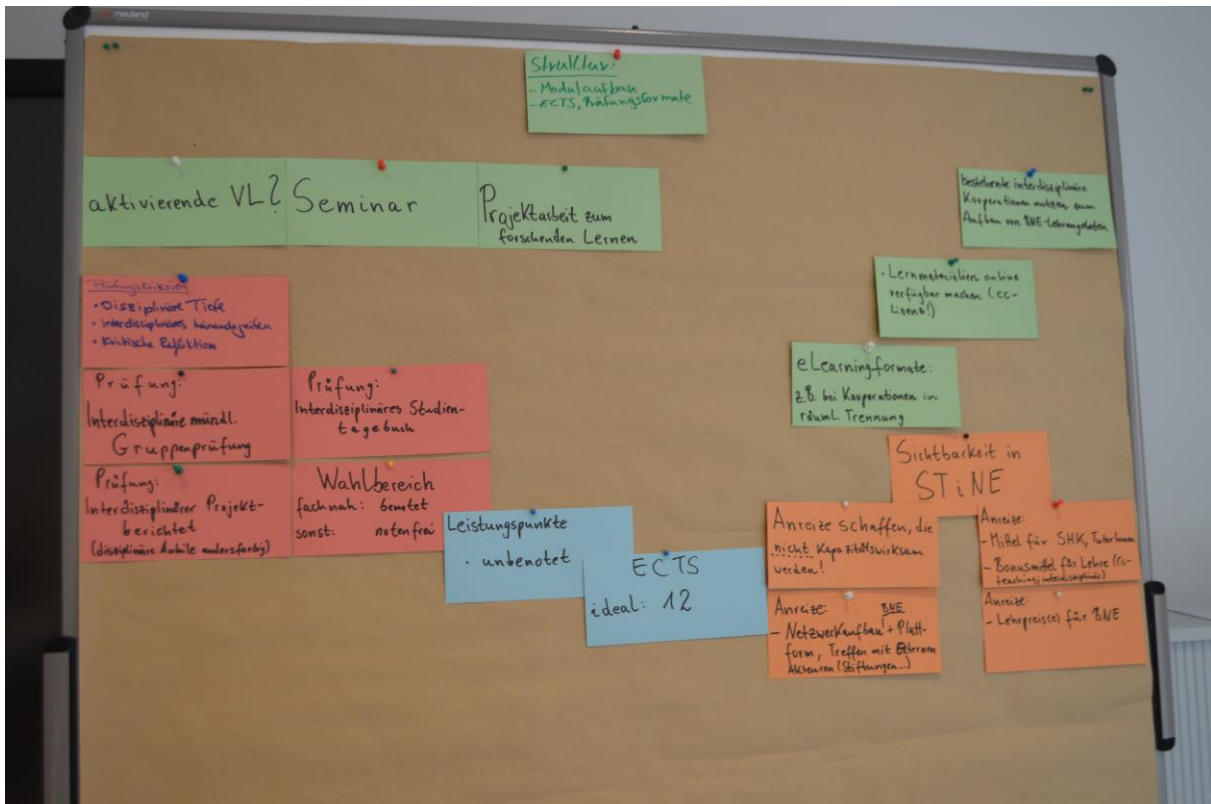 neuland
Struktur:
- Modulaufbau
- ECTS, Prüfungsformate
aktivierende VL?
Seminar
Projektarbeit zum
forschenden Lernen
bestehende interdisziplinäre
Kooperationen nutzen zum
Aufbau von BNE-Lehrangeboten
• Lernmaterialien online
verfügbar machen (CC-
Lizenz!)
eLearningformate:
z.B. bei Kooperationen in
räuml. Trennung
Prüfungskriterien
• Disziplinäre Tiefe
• interdisziplinäres
• Kritische Reflektion
Prüfung:
Interdisziplinäre mündl.
Gruppenprüfung
Prüfung:
Interdisziplinäres Studien-
tagebuch
Prüfung:
Interdisziplinärer Projekt-
berichtet
(disziplinäre Anteile andersfarbig)
Wahlbereich
fachnah: benotet
sonst: notenfrei
Leistungspunkte
• unbenotet
ECTS
ideal: 12
Sichtbarkeit in
STiNE
Anreize schaffen, die
nicht Kapazitätswirksam
werden!
Anreize:
- Mittel für SHK, TutorInnen
- Bonusmittel für Lehre (Co-
teaching; interdisziplinär)
Anreize: BNE
- Netzwerkaufbau + Platt-
form, Treffen mit Externen
Akteuren (Stiftungen...)
Anreize:
- Lehrpreis(e) für BNE